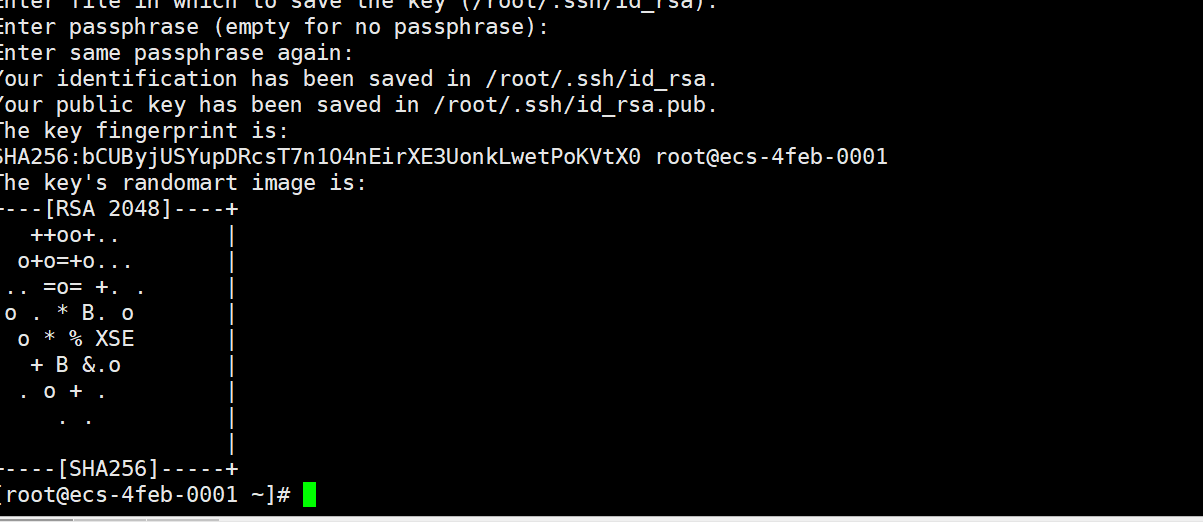 Enter file in which to save the key (/root/.ssh/id_rsa):
Enter passphrase (empty for no passphrase):
Enter same passphrase again:
Your identification has been saved in /root/.ssh/id_rsa.
Your public key has been saved in /root/.ssh/id_rsa.pub.
The key fingerprint is:
SHA256:bCUByjUSYupDRcsT7n1O4nEirXE3UonkLwetPoKVtX0 root@ecs-4feb-0001
The key's randomart image is:
+---[RSA 2048]----+
  ++oo+..        |
 o+o=+o...       |
.. =o= +. .      |
o . * B. o       |
 o * % XSE       |
  + B &.o        |
 . o + .         |
    . .          |
                 |
+----[SHA256]-----+
[root@ecs-4feb-0001 ~]#